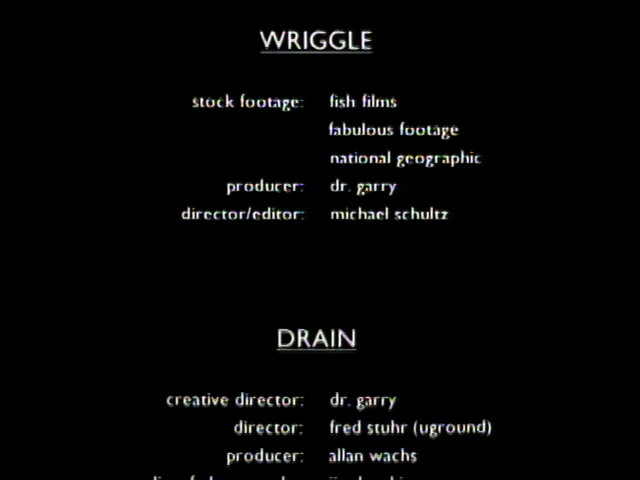 WRIGGLE
stock footage: fish films
fabulous footage
national geographic
producer: dr. garry
director/editor: michael schultz
DRAIN
creative director: dr. garry
director: fred stuhr (uground)
producer: allan wachs